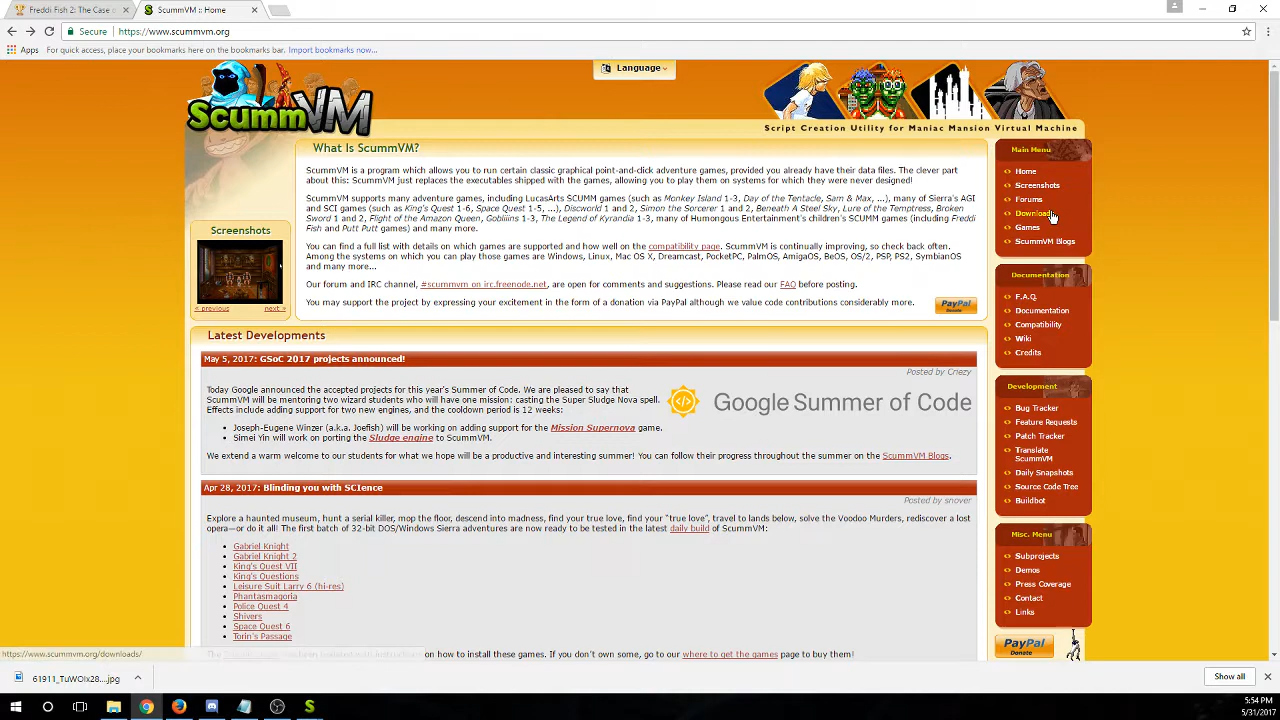 Freddi Fish 2: The Case o
ScummVM :: Home
Secure
https://www.scummvm.org
Apps
For quick access, place your bookmarks here on the bookmarks bar.
Import bookmarks now...
ScummVM
Language
Script Creation Utility for Maniac Mansion Virtual Machine
What Is ScummVM?
ScummVM is a program which allows you to run certain classic graphical point-and-click adventure games, provided you already have their data files. The clever part
about this: ScummVM just replaces the executables shipped with the games, allowing you to play them on systems for which they were never designed!
ScummVM supports many adventure games, including LucasArts SCUMM games (such as Monkey Island 1-3, Day of the Tentacle, Sam & Max, ...), many of Sierra's AGI
and SCI games (such as King's Quest 1-6, Space Quest 1-5, ...), Discworld 1 and 2, Simon the Sorcerer 1 and 2, Beneath A Steel Sky, Lure of the Temptress, Broken
Sword 1 and 2, Flight of the Amazon Queen, Gobliiins 1-3, The Legend of Kyrandia 1-3, many of Humongous Entertainment's children's SCUMM games (including Freddi
Fish and Putt Putt games) and many more.
You can find a full list with details on which games are supported and how well on the compatibility page. ScummVM is continually improving, so check back often.
Among the systems on which you can play those games are Windows, Linux, Mac OS X, Dreamcast, PocketPC, PalmOS, AmigaOS, BeOS, OS/2, PSP, PS2, SymbianOS
and many more...
Our forum and IRC channel, #scummvm on irc.freenode.net, are open for comments and suggestions. Please read our FAQ before posting.
You may support the project by expressing your excitement in the form of a donation via PayPal although we value code contributions considerably more.
PayPal
Donate
Screenshots
< previous
next >
Latest Developments
May 5, 2017: GSoC 2017 projects announced!
Posted by Criezy
Today Google announced the accepted projects for this year's Summer of Code. We are pleased to say that
ScummVM will be mentoring two great students who will have one mission: casting the Super Sludge Nova spell.
Effects include adding support for two new engines, and the cooldown period is 12 weeks:
Google Summer of Code
Joseph-Eugene Winzer (a.k.a. Joefish) will be working on adding support for the Mission Supernova game.
Simei Yin will work on porting the Sludge engine to ScummVM.
We extend a warm welcome to our students for what we hope will be a productive and interesting summer! You can follow their progress throughout the summer on the ScummVM Blogs.
Apr 28, 2017: Blinding you with SCIence
Posted by snover
Explore a haunted museum, hunt a serial killer, mop the floor, descend into madness, find your true love, find your "true love", travel to lands below, solve the Voodoo Murders, rediscover a lost
opera—or do it all! The first batch of 32-bit DOS/Windows Sierra adventures are now ready to be tested in the latest daily build of ScummVM:
Gabriel Knight
Gabriel Knight 2
King's Quest VII
King's Questions
Leisure Suit Larry 6 (hi-res)
Phantasmagoria
Police Quest 4
Shivers
Space Quest 6
Torin's Passage
on how to install these games. If you don't own some, go to our where to get the games page to buy them!
Main Menu
Home
Screenshots
Forums
Downloads
Games
ScummVM Blogs
Documentation
F.A.Q.
Documentation
Compatibility
Wiki
Credits
Development
Bug Tracker
Feature Requests
Patch Tracker
Translate
ScummVM
Daily Snapshots
Source Code Tree
Buildbot
Misc. Menu
Subprojects
Demos
Press Coverage
Contact
Links
PayPal
Donate
https://www.scummvm.org/downloads/
61911_TuWOlx28....jpg
Show all
5:54 PM
5/31/2017